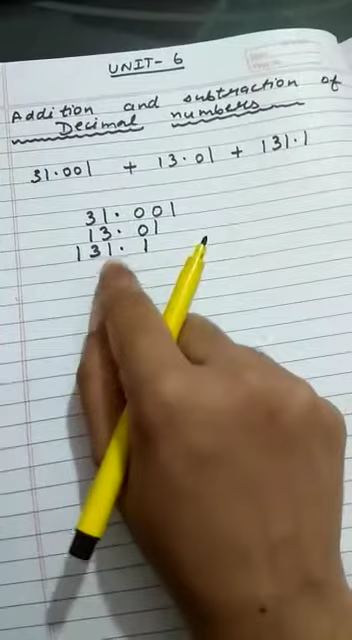 UNIT- 6
Addition and subtraction of
Decimal numbers
31.001 + 13.01 + 131.1
31.001
13.01
131.1